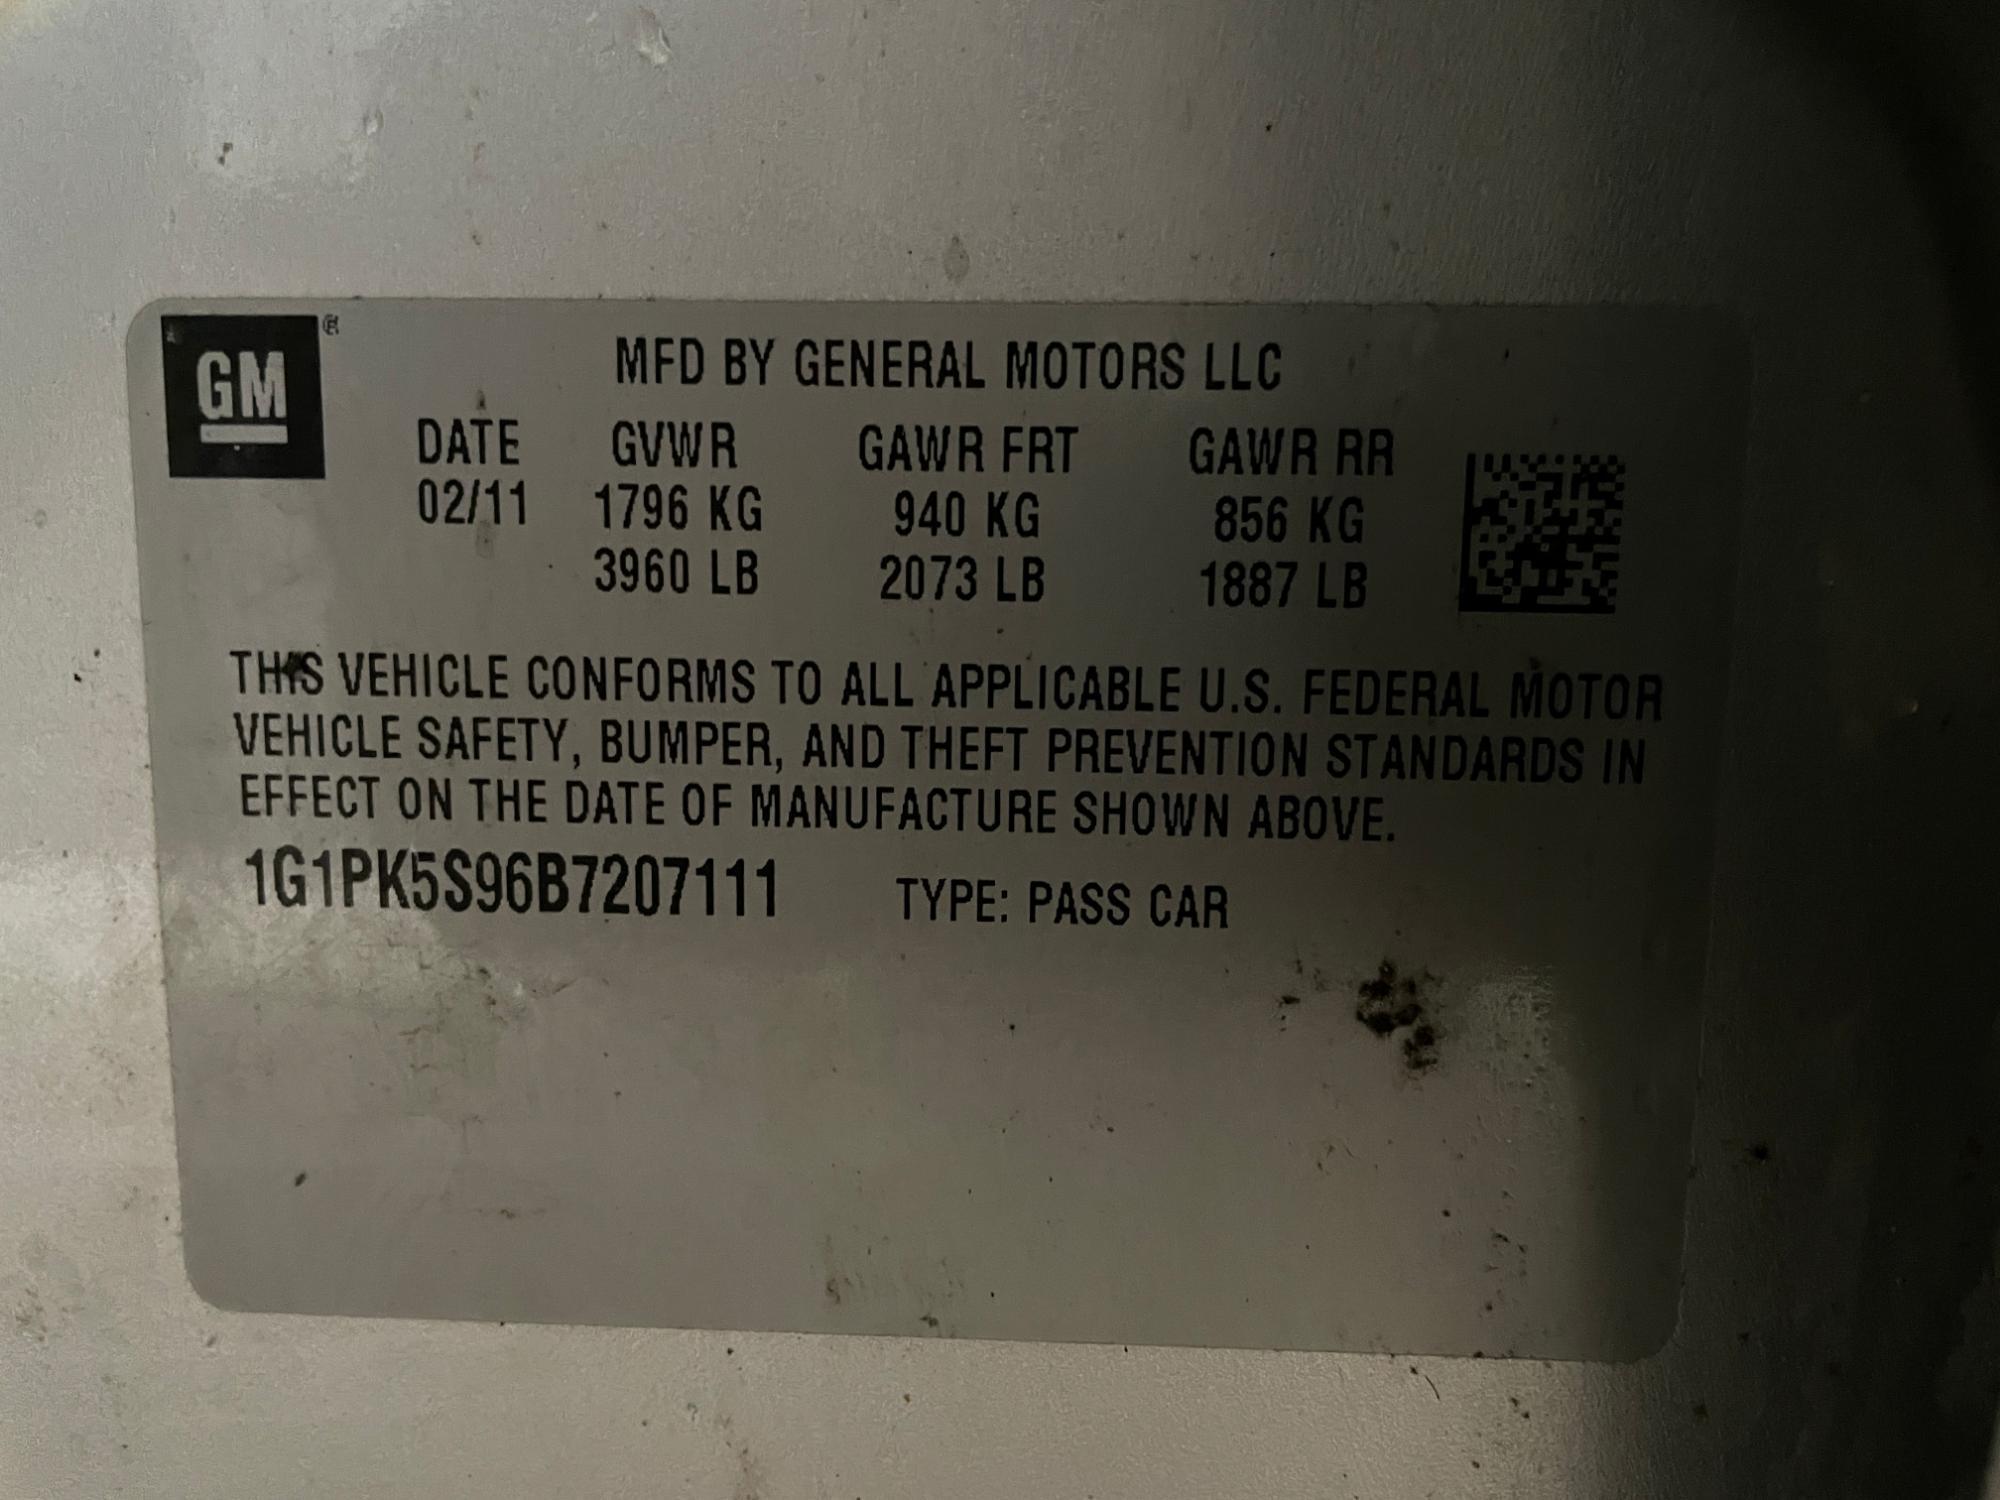 GM®
MFD BY GENERAL MOTORS LLC
DATE GVWR GAWR FRT GAWR RR
02/11 1796 KG 940 KG 856 KG
3960 LB 2073 LB 1887 LB
THIS VEHICLE CONFORMS TO ALL APPLICABLE U.S. FEDERAL MOTOR
VEHICLE SAFETY, BUMPER, AND THEFT PREVENTION STANDARDS IN
EFFECT ON THE DATE OF MANUFACTURE SHOWN ABOVE.
1G1PK5S96B7207111 TYPE: PASS CAR